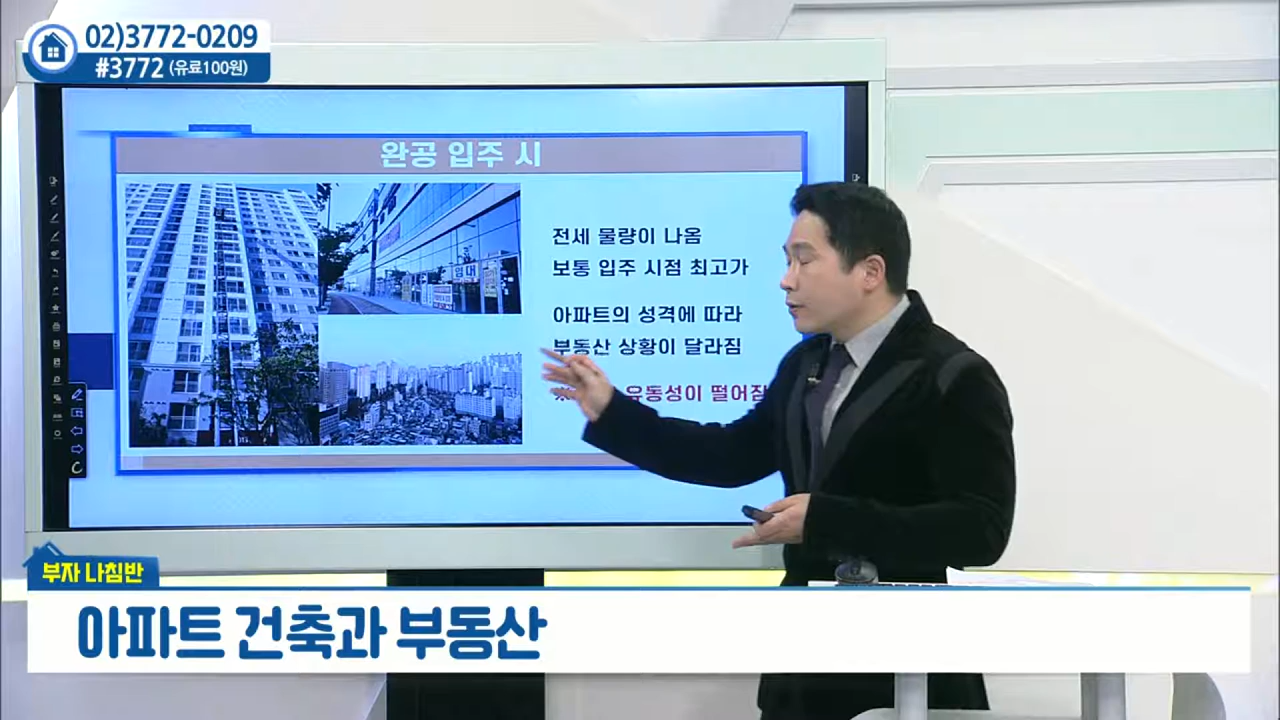 02)3772-0209
#3772 (유료100원)
완공 입주 시
전세 물량이 나옴
보통 입주 시점 최고가
아파트의 성격에 따라
부동산 상황이 달라짐
유동성이 떨어짐
임대
부자 나침반
아파트 건축과 부동산